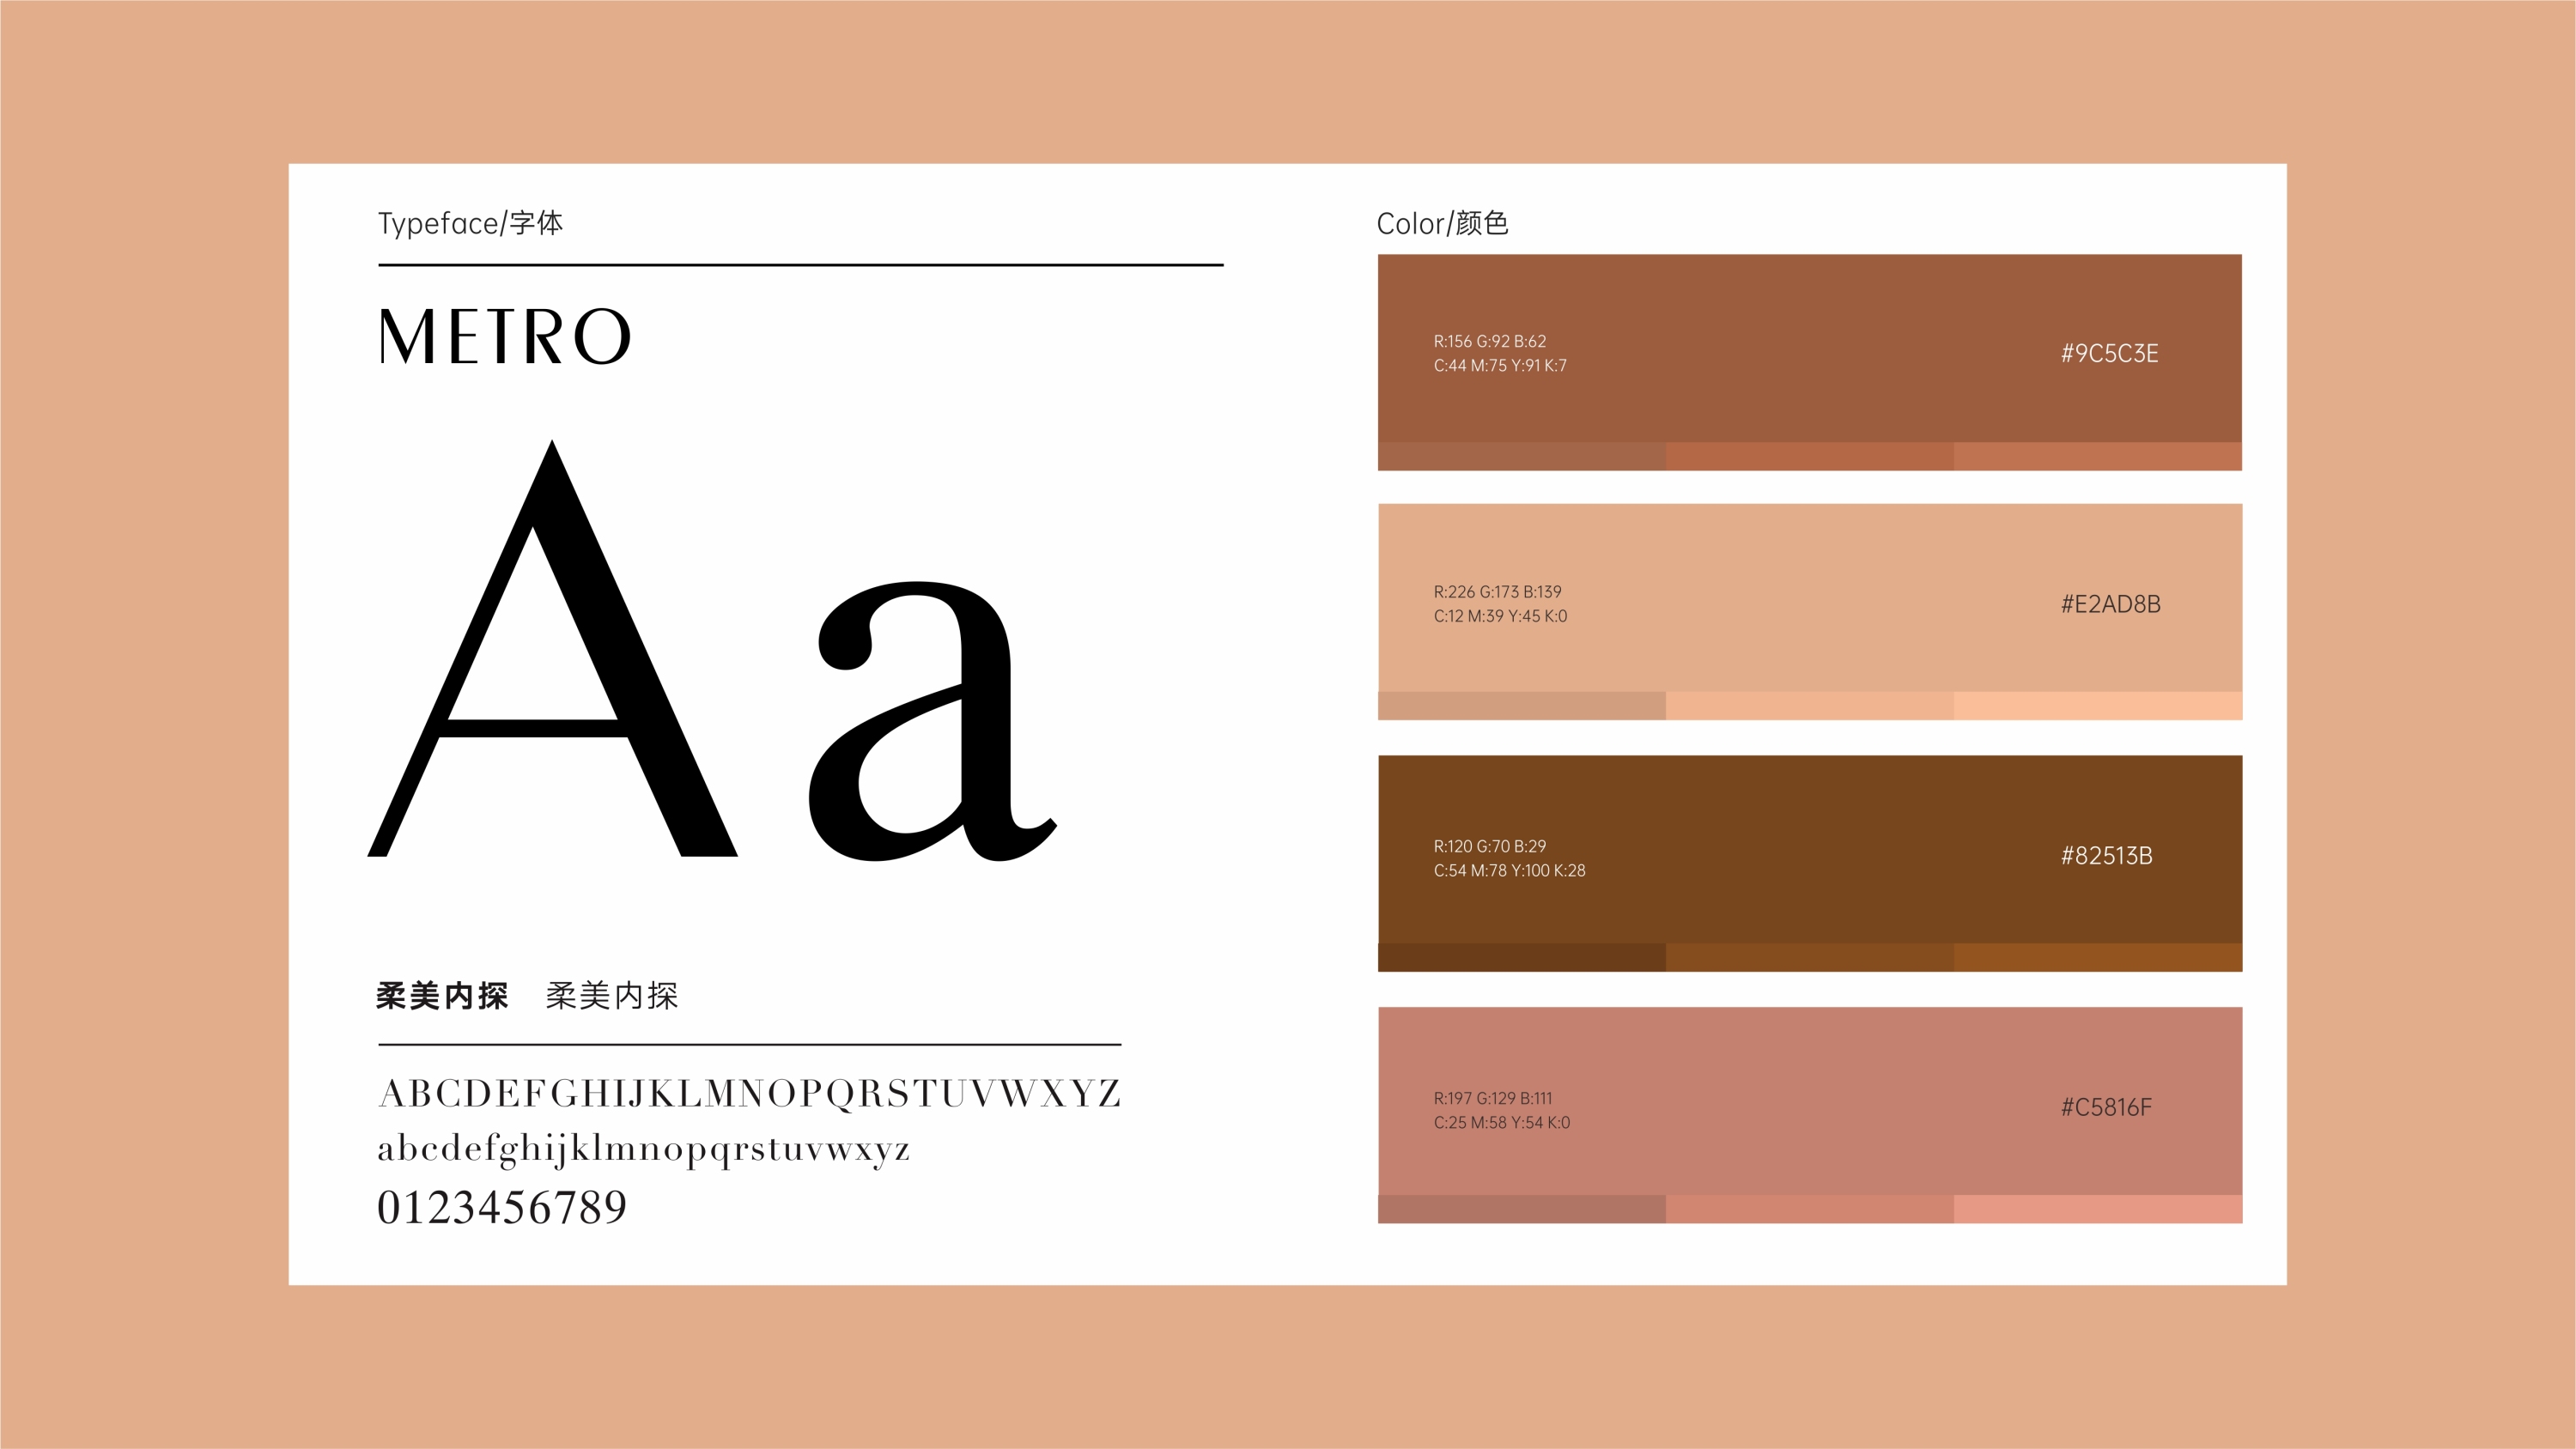 Typeface/字体
METRO
Aa
柔美内探 柔美内探
ABCDEFGHIJKLMNOPQRSTUVWXYZ
abcdefghijklmnopqrstuvwxyz
0123456789
Color/颜色
R:156 G:92 B:62
C:44 M:75 Y:91 K:7
#9C5C3E
R:226 G:173 B:139
C:12 M:39 Y:45 K:0
#E2AD8B
R:120 G:70 B:29
C:54 M:78 Y:100 K:28
#82513B
R:197 G:129 B:111
C:25 M:58 Y:54 K:0
#C5816F